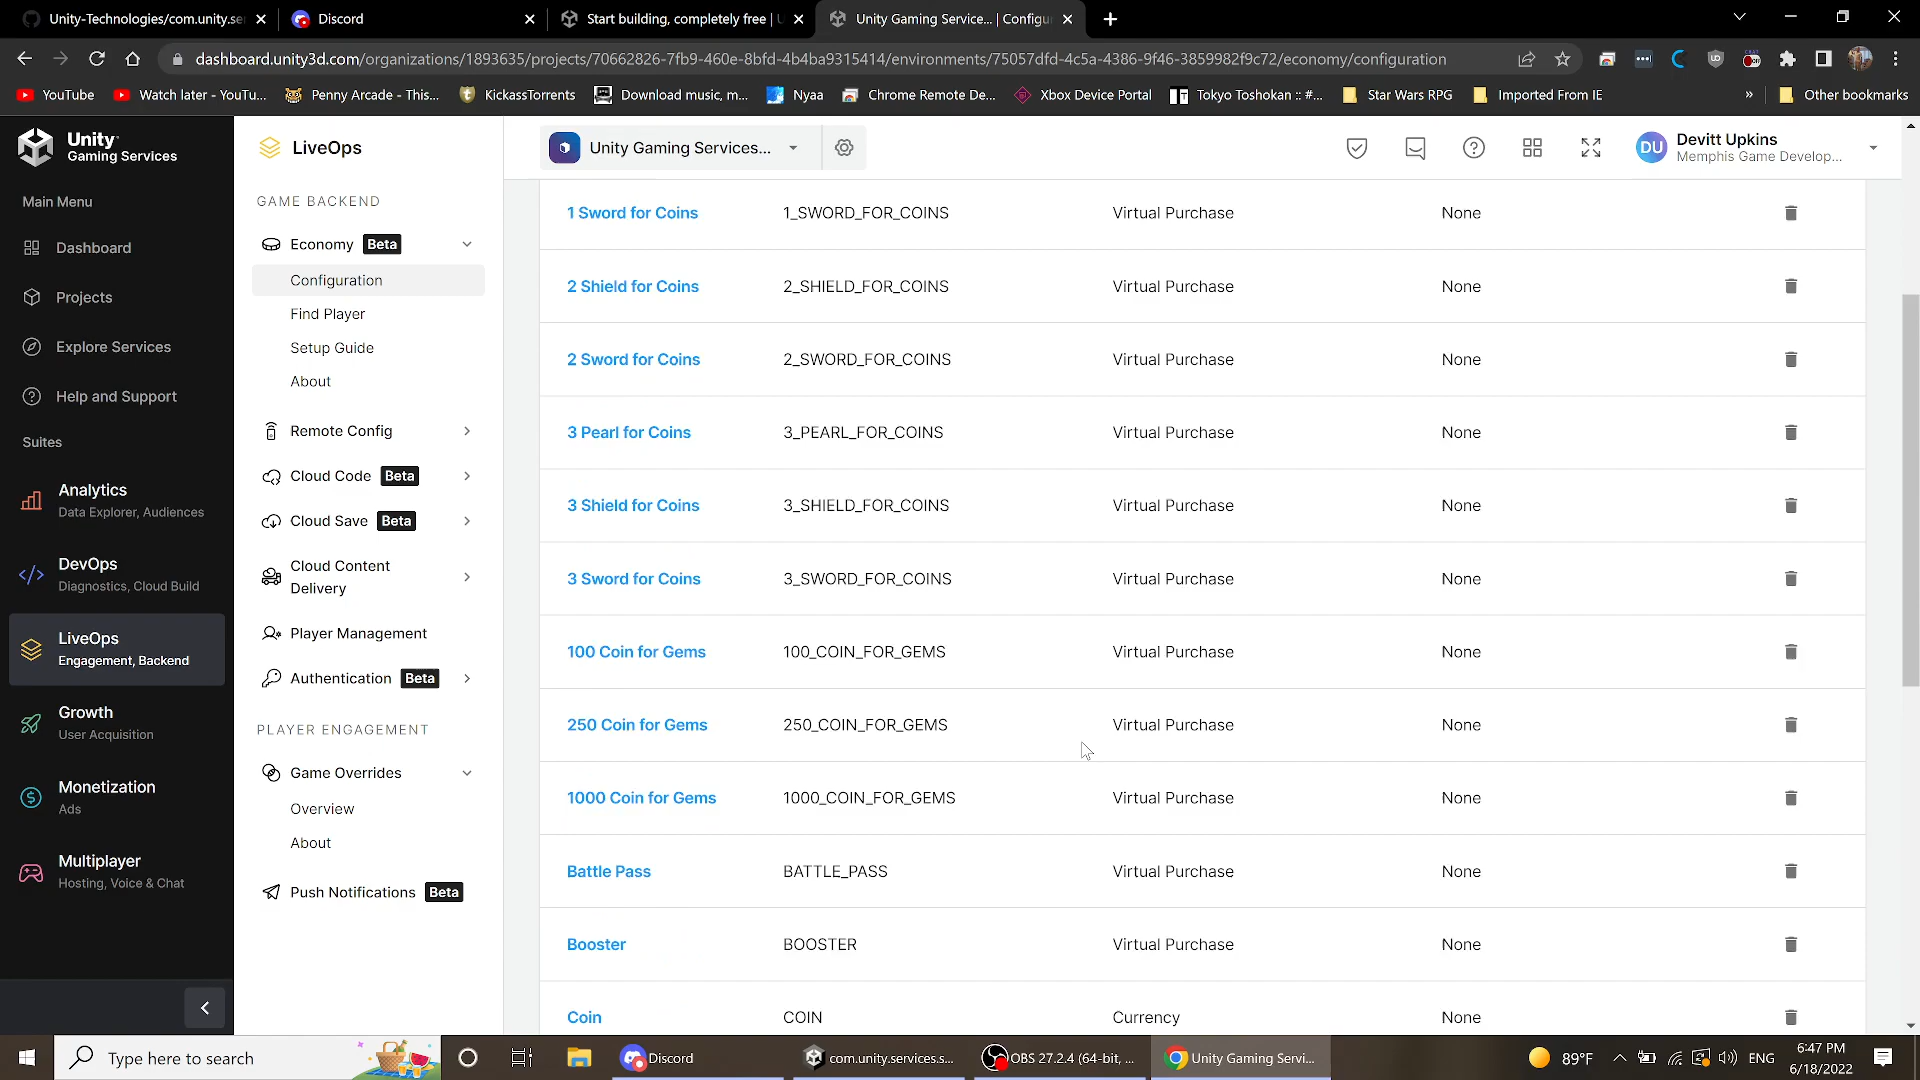 Unity-Technologies/com.unity.se
Discord
Start building, completely free | U
Unity Gaming Service... | Configu
dashboard.unity3d.com/organizations/1893635/projects/70662826-7fb9-460e-8bfd-4b4ba9315414/environments/75057dfd-4c5a-4386-9f46-3859982f9c72/economy/configuration
YouTube
Watch later - YouTu...
Penny Arcade - This...
KickassTorrents
Download music, m...
Nyaa
Chrome Remote De...
Xbox Device Portal
Tokyo Toshokan :: #...
Star Wars RPG
Imported From IE
»
Other bookmarks
Unity
Gaming Services
Main Menu
Dashboard
Projects
Explore Services
Help and Support
Suites
Analytics
Data Explorer, Audiences
DevOps
Diagnostics, Cloud Build
LiveOps
Engagement, Backend
Growth
User Acquisition
Monetization
Ads
Multiplayer
Hosting, Voice & Chat
LiveOps
GAME BACKEND
Economy Beta
Configuration
Find Player
Setup Guide
About
Remote Config
Cloud Code Beta
Cloud Save Beta
Cloud Content
Delivery
Player Management
Authentication Beta
PLAYER ENGAGEMENT
Game Overrides
Overview
About
Push Notifications Beta
Unity Gaming Services...
DU
Devitt Upkins
Memphis Game Develop...
1 Sword for Coins 1_SWORD_FOR_COINS Virtual Purchase None
2 Shield for Coins 2_SHIELD_FOR_COINS Virtual Purchase None
2 Sword for Coins 2_SWORD_FOR_COINS Virtual Purchase None
3 Pearl for Coins 3_PEARL_FOR_COINS Virtual Purchase None
3 Shield for Coins 3_SHIELD_FOR_COINS Virtual Purchase None
3 Sword for Coins 3_SWORD_FOR_COINS Virtual Purchase None
100 Coin for Gems 100_COIN_FOR_GEMS Virtual Purchase None
250 Coin for Gems 250_COIN_FOR_GEMS Virtual Purchase None
1000 Coin for Gems 1000_COIN_FOR_GEMS Virtual Purchase None
Battle Pass BATTLE_PASS Virtual Purchase None
Booster BOOSTER Virtual Purchase None
Coin COIN Currency None
Type here to search
Discord
com.unity.services.s...
OBS 27.2.4 (64-bit, ...
Unity Gaming Servi...
89°F
ENG
6:47 PM
6/18/2022